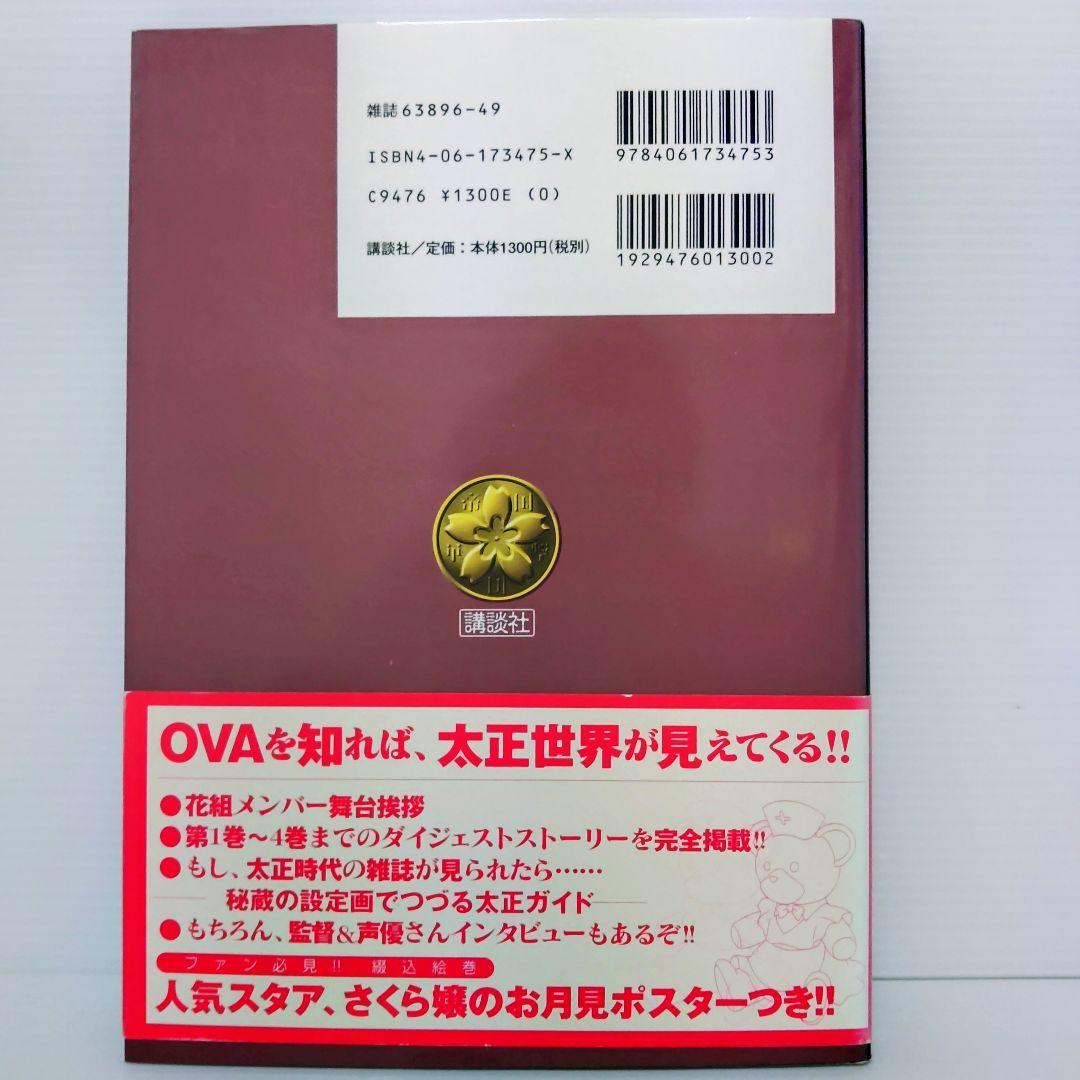 雑誌63896-49
ISBN4-06-173475-X
C9476 ¥1300E (0)
講談社/定価:本体1300円(税別)
9784061734753
1929476013002
帝国
講談社
OVAを知れば、太正世界が見えてくる!!
●花組メンバー舞台挨拶
●第1巻〜4巻までのダイジェストストーリーを完全掲載!!
●もし、太正時代の雑誌が見られたら……
秘蔵の設定画でつづる太正ガイド
●もちろん、監督&声優さんインタビューもあるぞ!!
ファン必見!! 綴込絵巻
人気スタア、さくら嬢のお月見ポスターつき!!